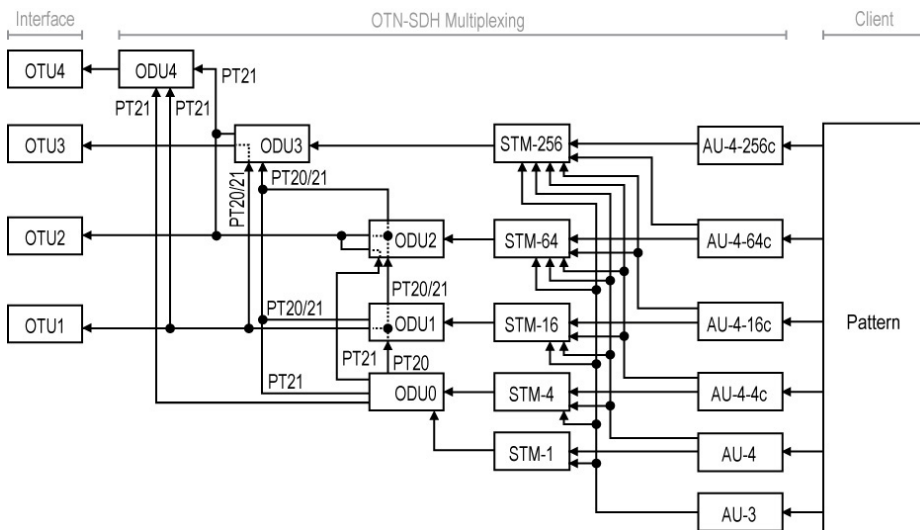 Interface
OTN-SDH Multiplexing
Client
OTU4
ODU4
PT21
PT21
PT21
OTU3
ODU3
STM-256
AU-4-256c
PT20/21
PT20/21
OTU2
ODU2
STM-64
AU-4-64c
PT20/21
PT20/21
OTU1
ODU1
STM-16
AU-4-16c
Pattern
PT21
PT20
PT21
ODU0
STM-4
AU-4-4c
STM-1
AU-4
AU-3